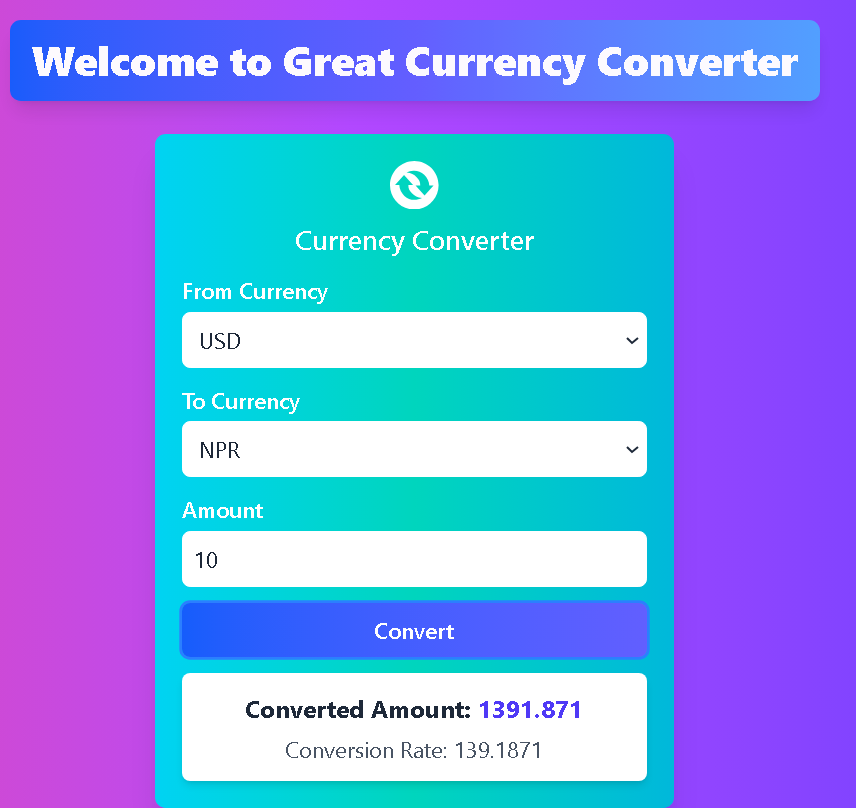 Welcome to Great Currency Converter
Currency Converter
From Currency
USD
To Currency
NPR
Amount
10
Convert
Converted Amount: 1391.871
Conversion Rate: 139.1871